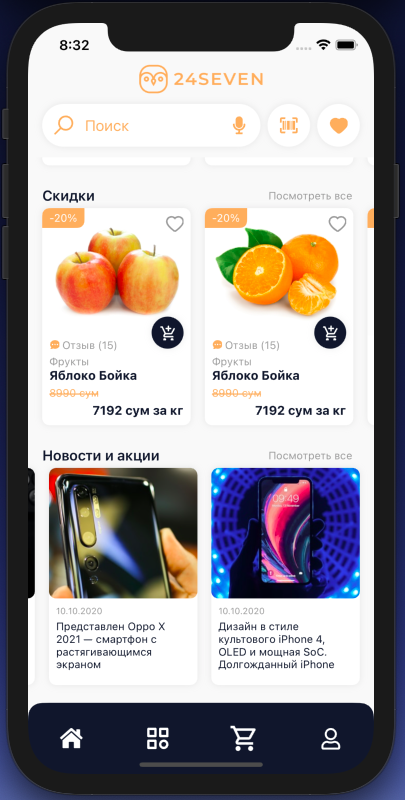 8:32
24SEVEN
Поиск
Скидки
Посмотреть все
-20%
Отзыв (15)
Фрукты
Яблоко Бойка
8990 сум
7192 сум за кг
-20%
Отзыв (15)
Фрукты
Яблоко Бойка
8990 сум
7192 сум за кг
Новости и акции
Посмотреть все
10.10.2020
Представлен Oppo X
2021 — смартфон с
растягивающимся
экраном
09:49
10.10.2020
Дизайн в стиле
культового iPhone 4,
OLED и мощная SoC.
Долгожданный iPhone